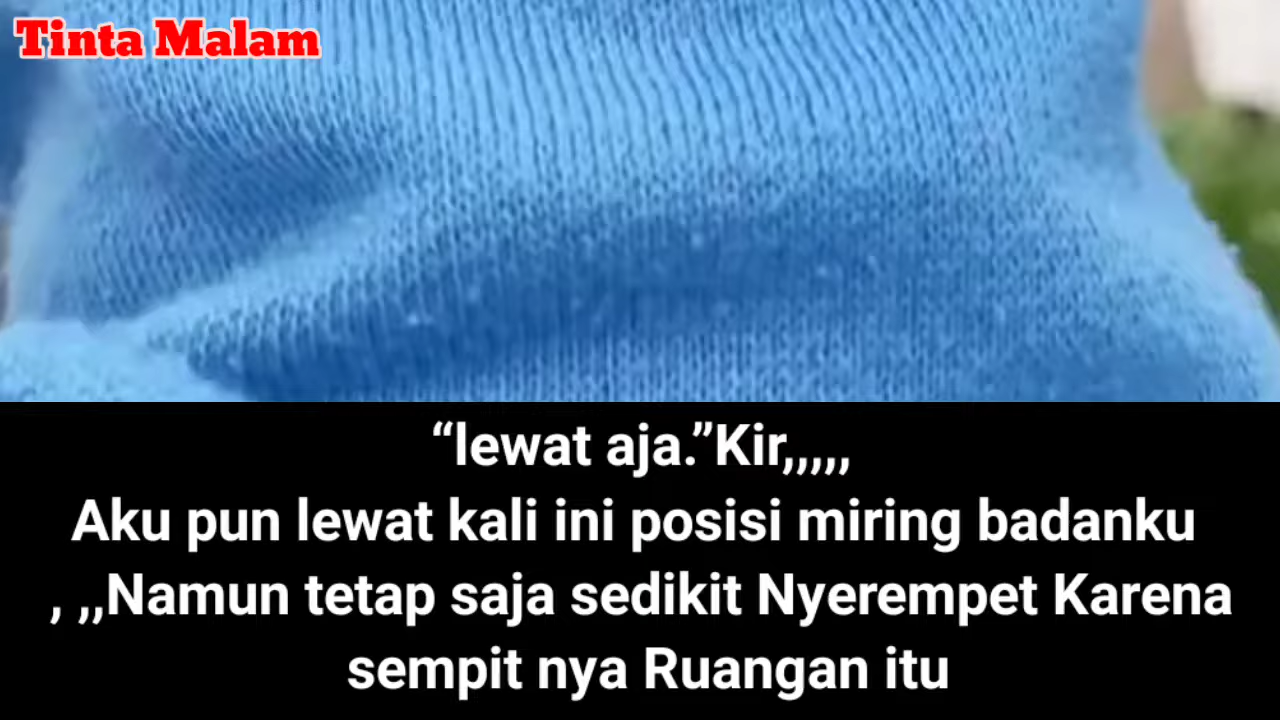 Tinta Malam
“lewat aja.”Kir,,,,,
Aku pun lewat kali ini posisi miring badanku
, ,,Namun tetap saja sedikit Nyerempet Karena
sempit nya Ruangan itu